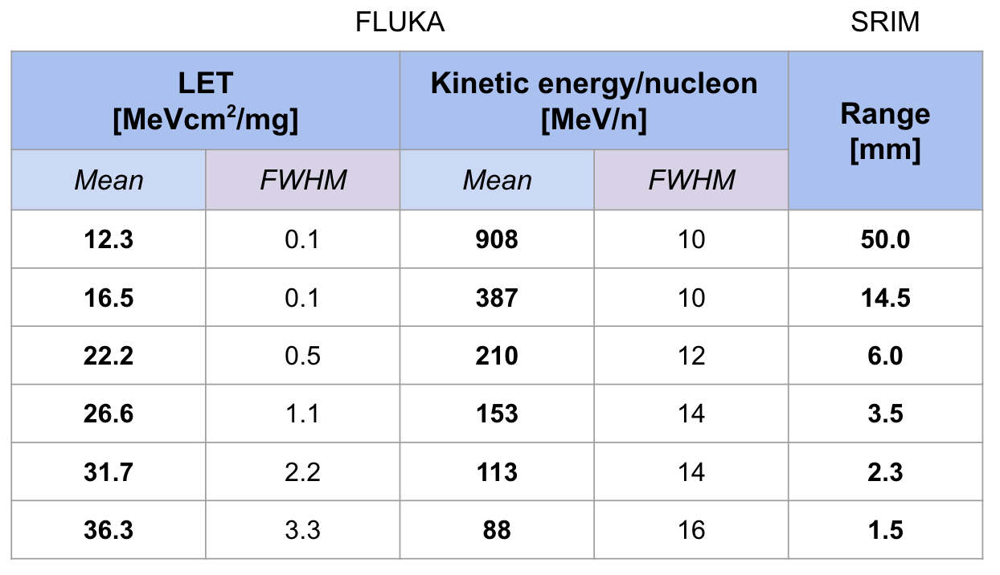 FLUKA SRIM
LET Kinetic energy/nucleon Range
[MeVcm²/mg] [MeV/n] [mm]
Mean FWHM Mean FWHM
12.3 0.1 908 10 50.0
16.5 0.1 387 10 14.5
22.2 0.5 210 12 6.0
26.6 1.1 153 14 3.5
31.7 2.2 113 14 2.3
36.3 3.3 88 16 1.5